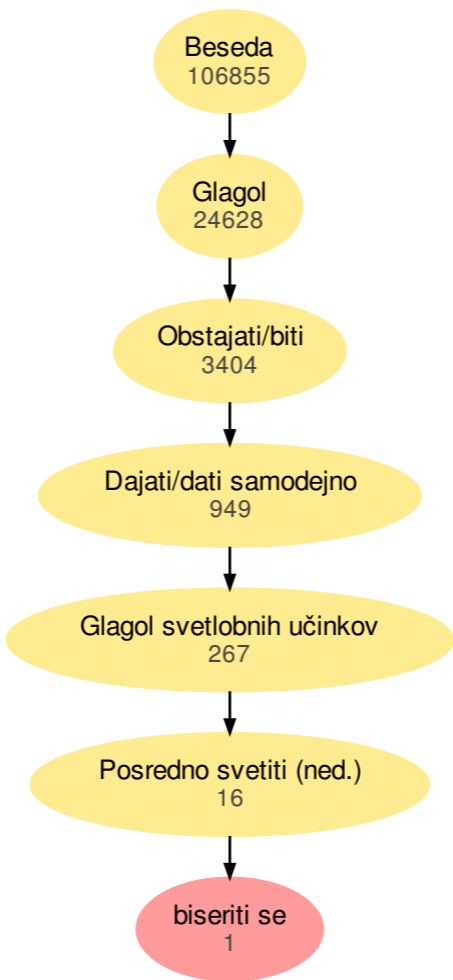 Beseda
106855
Glagol
24628
Obstajati/biti
3404
Dajati/dati samodejno
949
Glagol svetlobnih učinkov
267
Posredno svetiti (ned.)
16
biseriti se
1